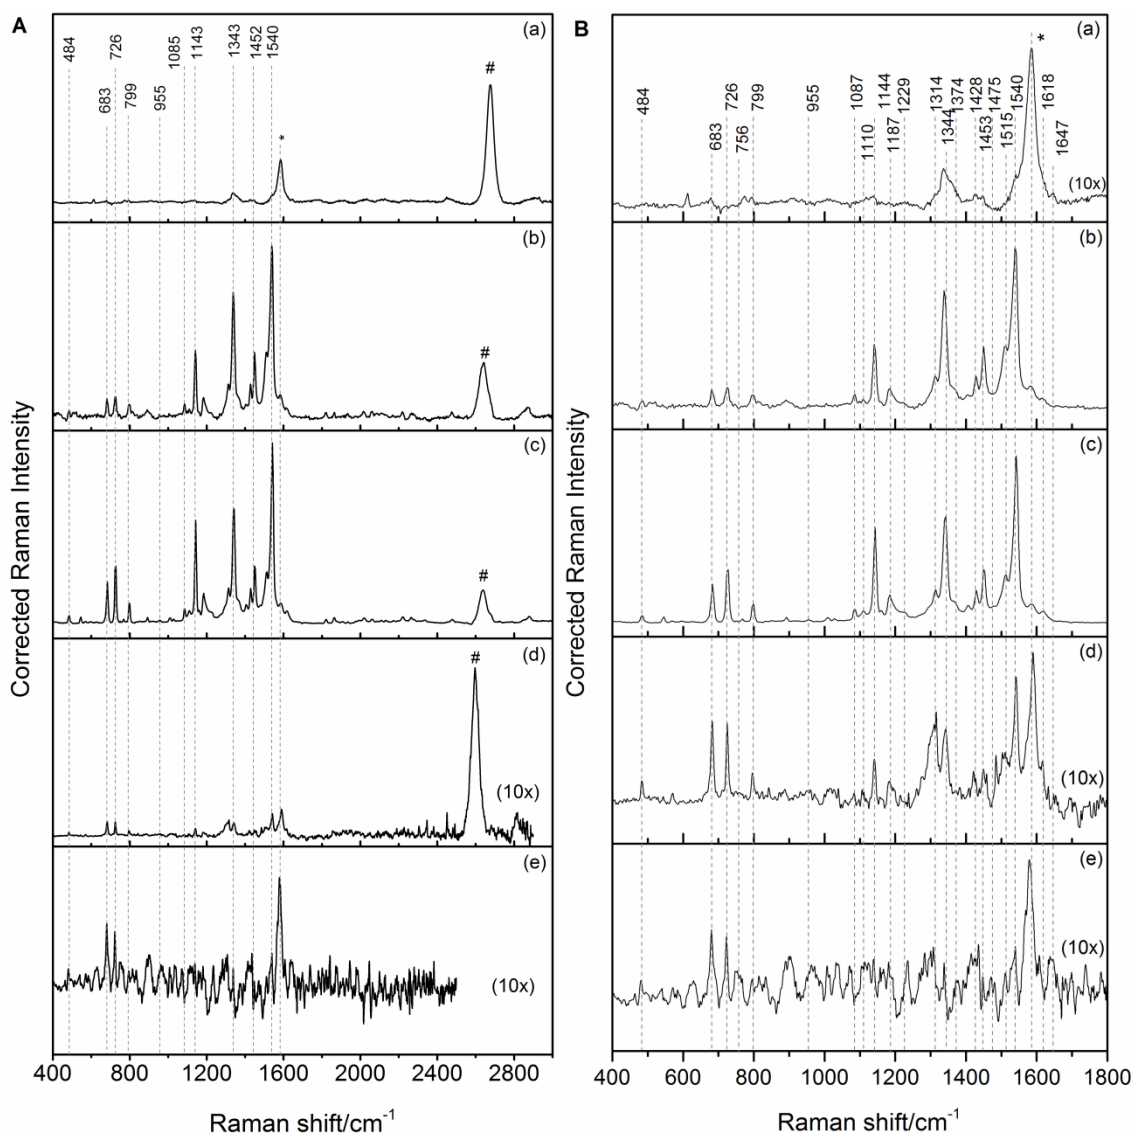 A
(a)
484
683
726
799
955
1085
1143
1343
1452
1540
*
#
(b)
#
(c)
#
(d)
#
(10x)
(e)
(10x)
400 800 1200 1600 2000 2400 2800
Raman shift/cm-1
Corrected Raman Intensity
B
(a)
484
683
726
756
799
955
1087
1110
1144
1187
1229
1314
1344
1374
1428
1453
1475
1515
1540
*
1618
1647
(10x)
(b)
(c)
(d)
(10x)
(e)
(10x)
400 600 800 1000 1200 1400 1600 1800
Raman shift/cm-1
Corrected Raman Intensity